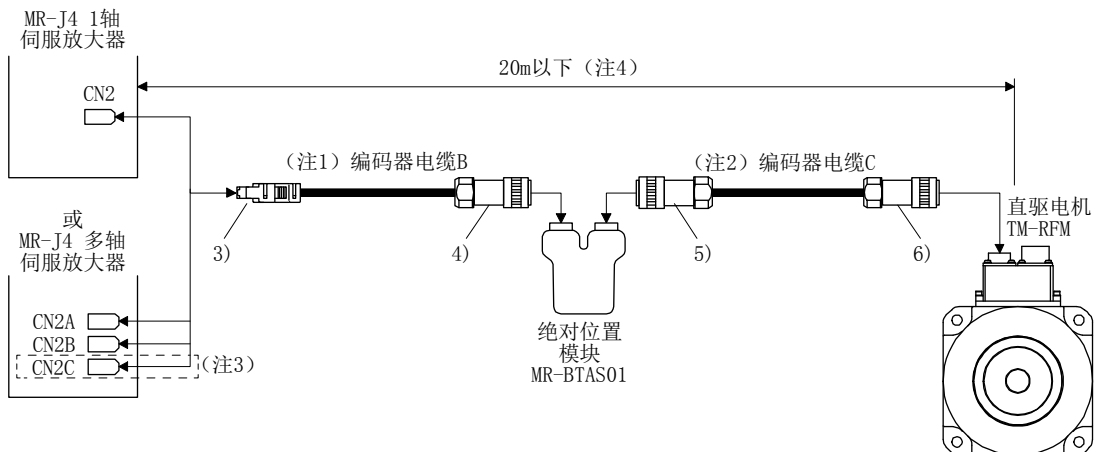 MR-J4 1轴
伺服放大器
CN2
20m以下（注4）
（注1）编码器电缆B
（注2）编码器电缆C
3)
4)
5)
6)
直驱电机
TM-RFM
或
MR-J4 多轴
伺服放大器
CN2A
CN2B
CN2C
（注3）
绝对位置
模块
MR-BTAS01